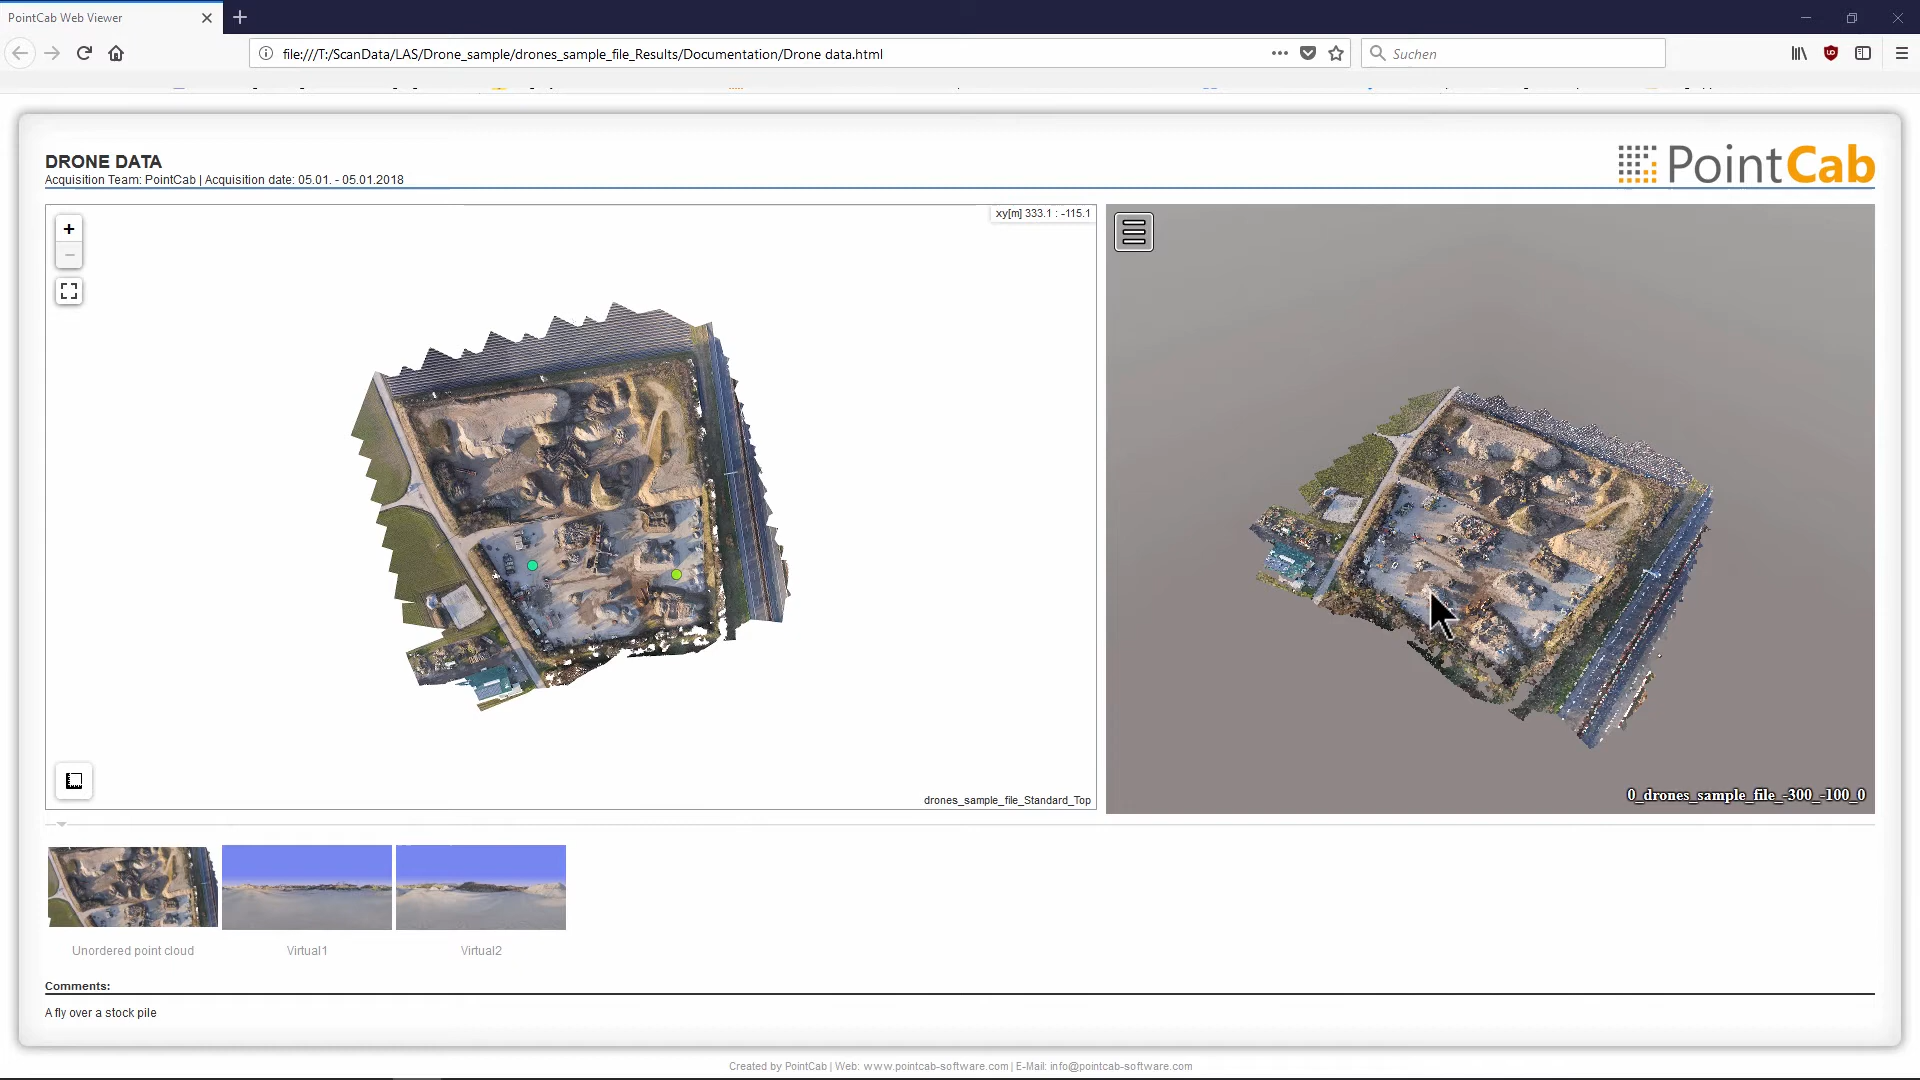 PointCab Web Viewer
file:///T:/ScanData/LAS/Drone_sample/drones_sample_file_Results/Documentation/Drone data.html
Suchen
DRONE DATA
Acquisition Team: PointCab | Acquisition date: 05.01. - 05.01.2018
PointCab
+
−
xy[m] 333.1 : -115.1
drones_sample_file_Standard_Top
0_drones_sample_file_-300_-100_0
Unordered point cloud
Virtual1
Virtual2
Comments:
A fly over a stock pile
Created by PointCab | Web: www.pointcab-software.com | E-Mail: info@pointcab-software.com